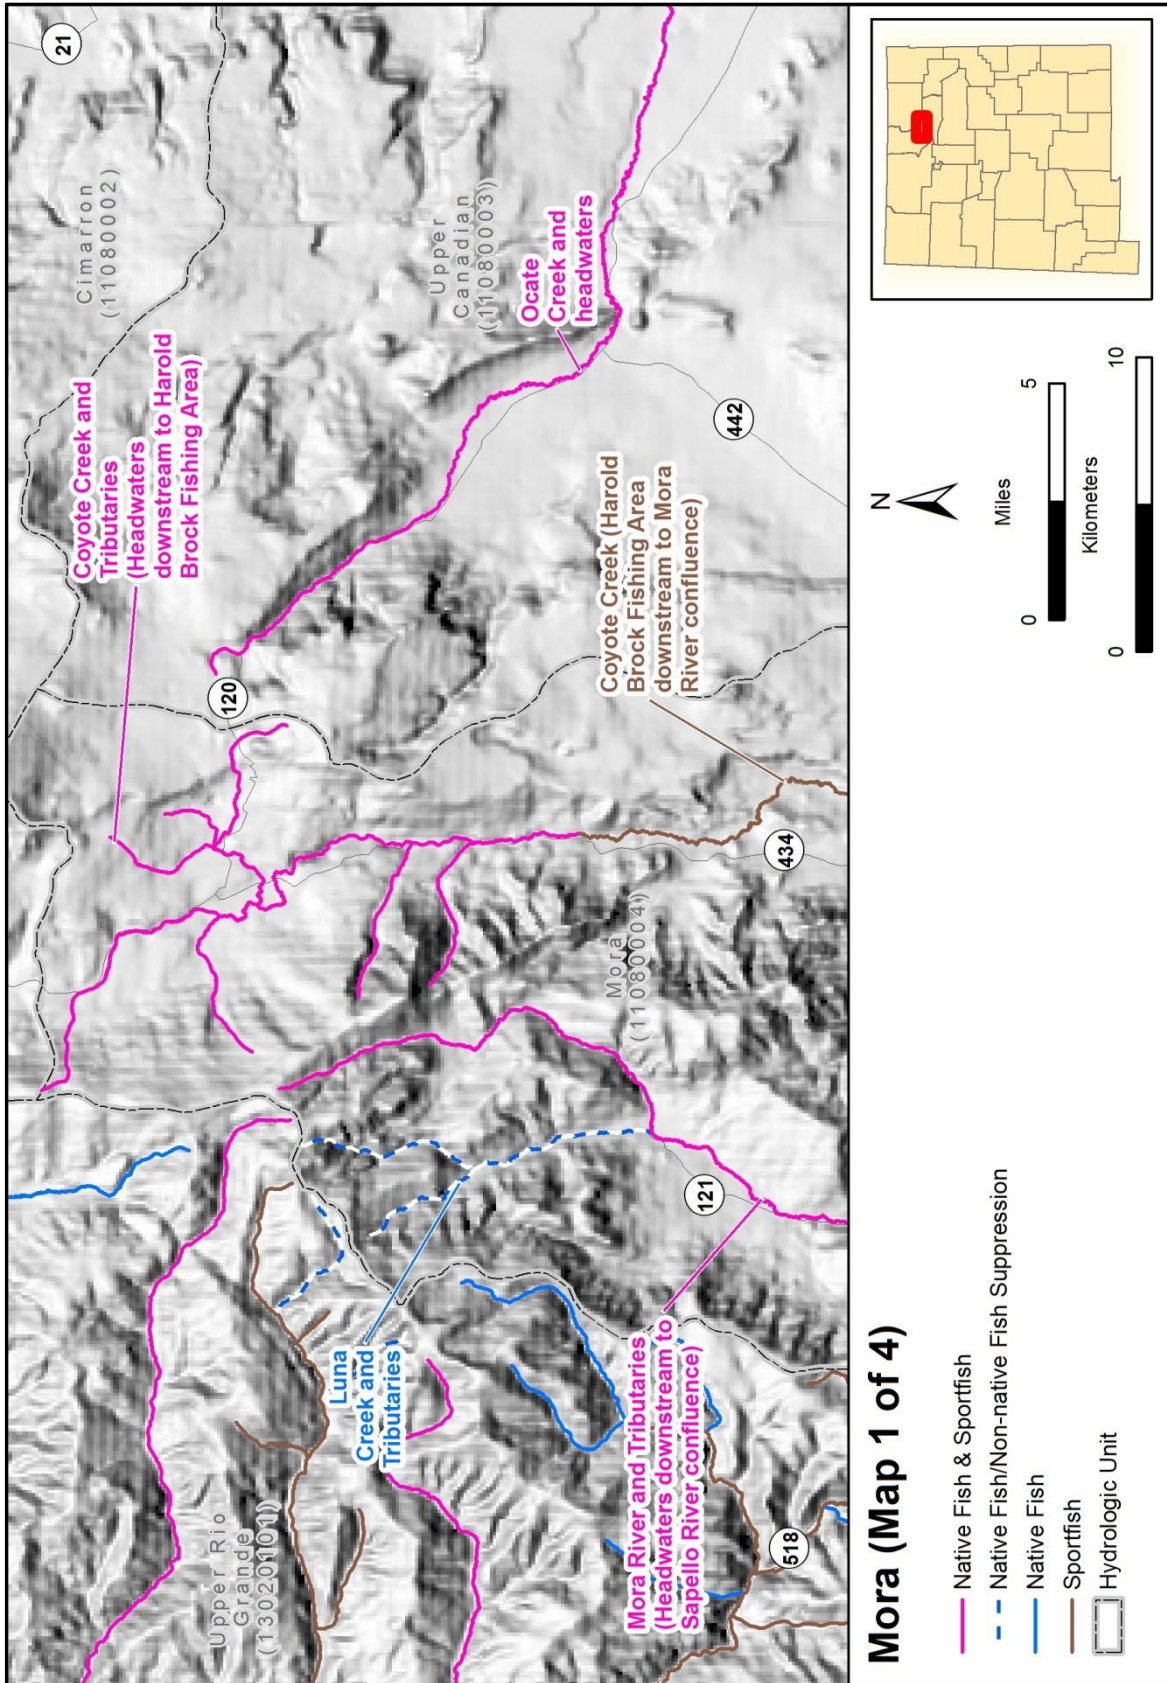 21
Cimarron
(11080002)
Coyote Creek and
Tributaries
(Headwaters
downstream to Harold
Brock Fishing Area)
Upper
Canadian
(11080003)
Ocate
Creek and
headwaters
120
442
Coyote Creek (Harold
Brock Fishing Area
downstream to Mora
River confluence)
434
Mora
(11080004)
121
Upper Rio
Grande
(13020101)
Luna
Creek and
Tributaries
Mora River and Tributaries
(Headwaters downstream to
Sapello River confluence)
518
Mora (Map 1 of 4)
Native Fish & Sportfish
Native Fish/Non-native Fish Suppression
Native Fish
Sportfish
Hydrologic Unit
N
Miles
0 5
Kilometers
0 10